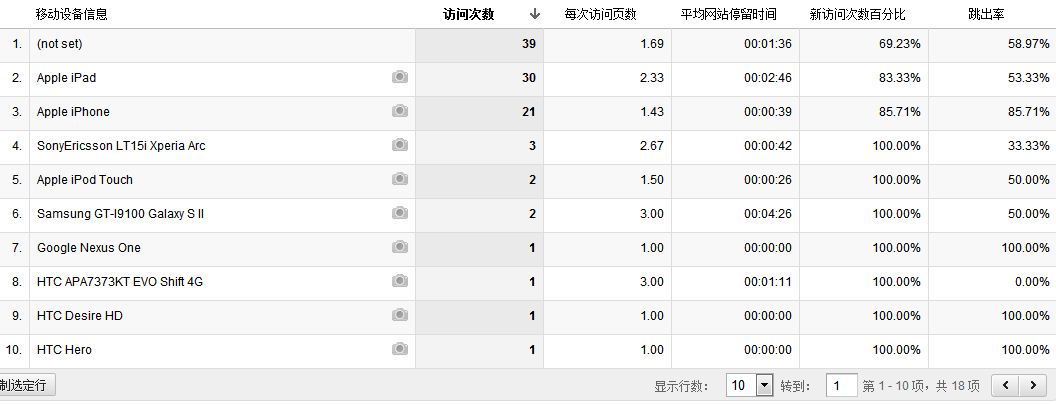 移动设备信息 访问次数 每次访问页数 平均网站停留时间 新访问次数百分比 跳出率
1. (not set) 39 1.69 00:01:36 69.23% 58.97%
2. Apple iPad 30 2.33 00:02:46 83.33% 53.33%
3. Apple iPhone 21 1.43 00:00:39 85.71% 85.71%
4. SonyEricsson LT15i Xperia Arc 3 2.67 00:00:42 100.00% 33.33%
5. Apple iPod Touch 2 1.50 00:00:26 100.00% 50.00%
6. Samsung GT-I9100 Galaxy S II 2 3.00 00:04:26 100.00% 50.00%
7. Google Nexus One 1 1.00 00:00:00 100.00% 100.00%
8. HTC APA7373KT EVO Shift 4G 1 3.00 00:01:11 100.00% 0.00%
9. HTC Desire HD 1 1.00 00:00:00 100.00% 100.00%
10. HTC Hero 1 1.00 00:00:00 100.00% 100.00%
制选定行 显示行数： 10 转到： 1 第 1 - 10 项，共 18 项